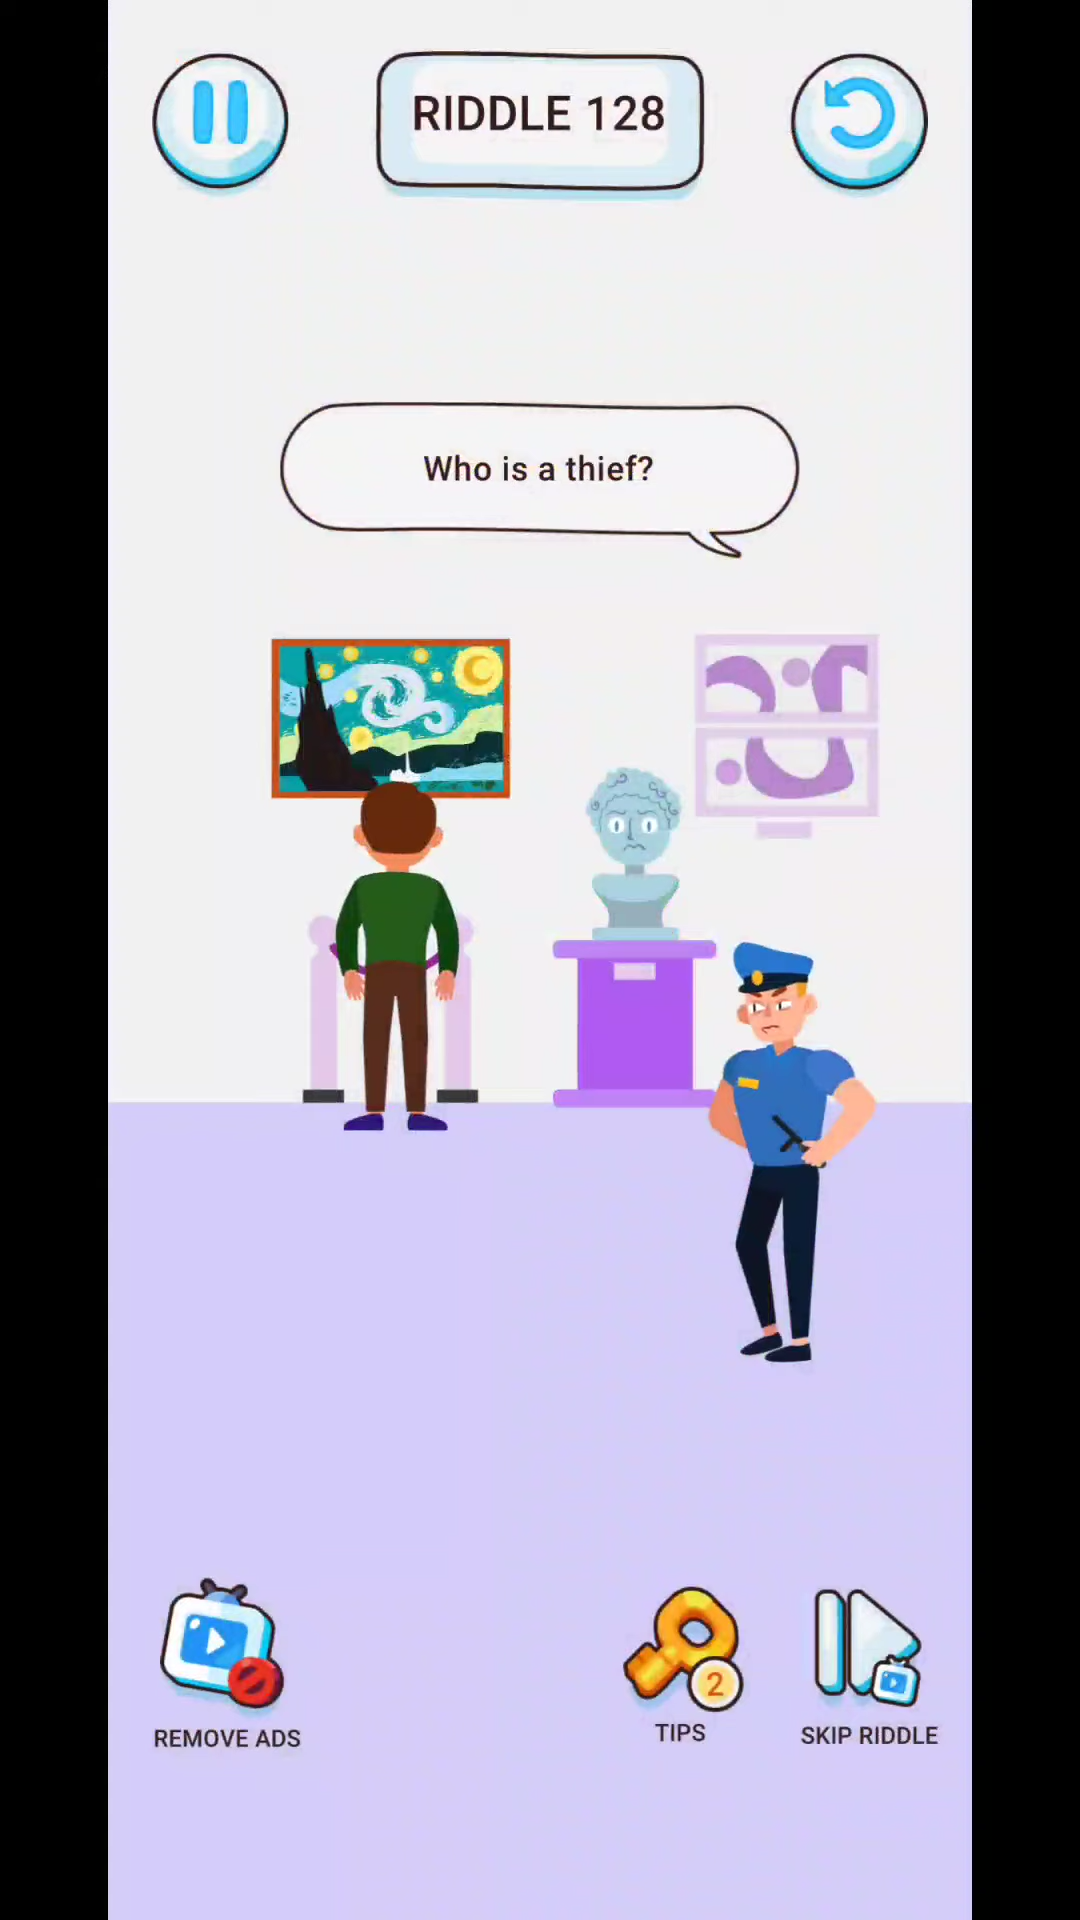 RIDDLE 128
Who is a thief?
2
REMOVE ADS
TIPS
SKIP RIDDLE